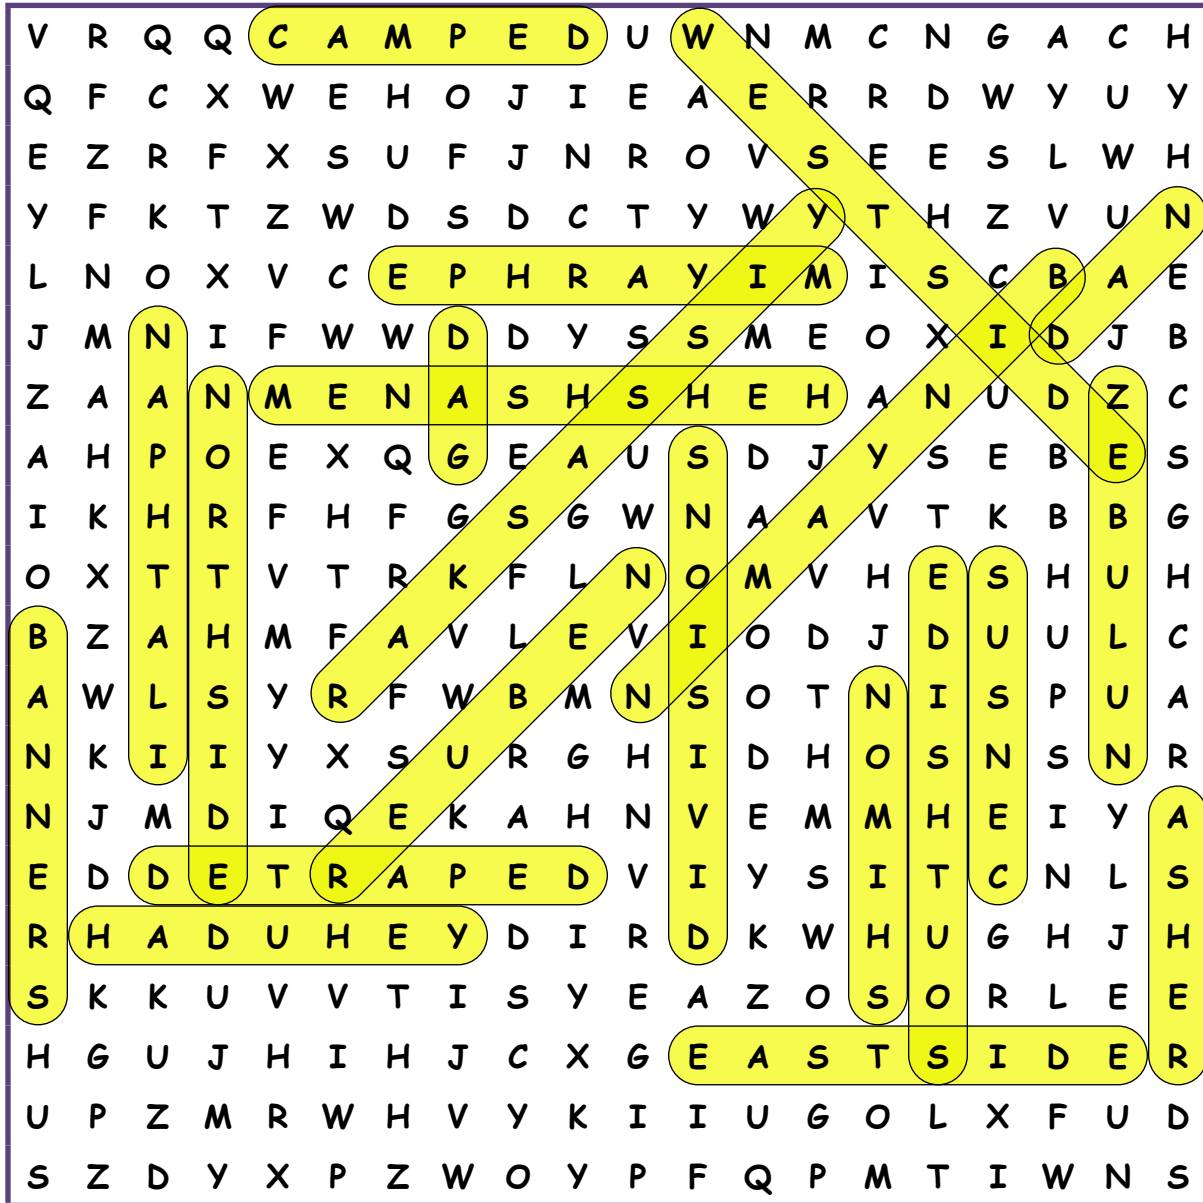 V R Q Q C A M P E D U W N M C N G A C H
Q F C X W E H O J I E A E R R D W Y U Y
E Z R F X S U F J N R O V S E E S L W H
Y F K T Z W D S D C T Y W Y T H Z V U N
L N O X V C E P H R A Y I M I S C B A E
J M N I F W W D D Y S S M E O X I D J B
Z A A N M E N A S H S H E H A N U D Z C
A H P O E X Q G E A U S D J Y S E B E S
I K H R F H F G S G W N A A V T K B B G
O X T T V T R K F L N O M V H E S H U H
B Z A H M F A V L E V I O D J D U U L C
A W L S Y R F W B M N S O T N I S P U A
N K I I Y X S U R G H I D H O S N S N R
N J M D I Q E K A H N V E M M H E I Y A
E D D E T R A P E D V I Y S I T C N L S
R H A D U H E Y D I R D K W H U G H J H
S K K U V V T I S Y E A Z O S O R L E E
H G U J H I H J C X G E A S T S I D E R
U P Z M R W H V Y K I I U G O L X F U D
S Z D Y X P Z W O Y P F Q P M T I W N S